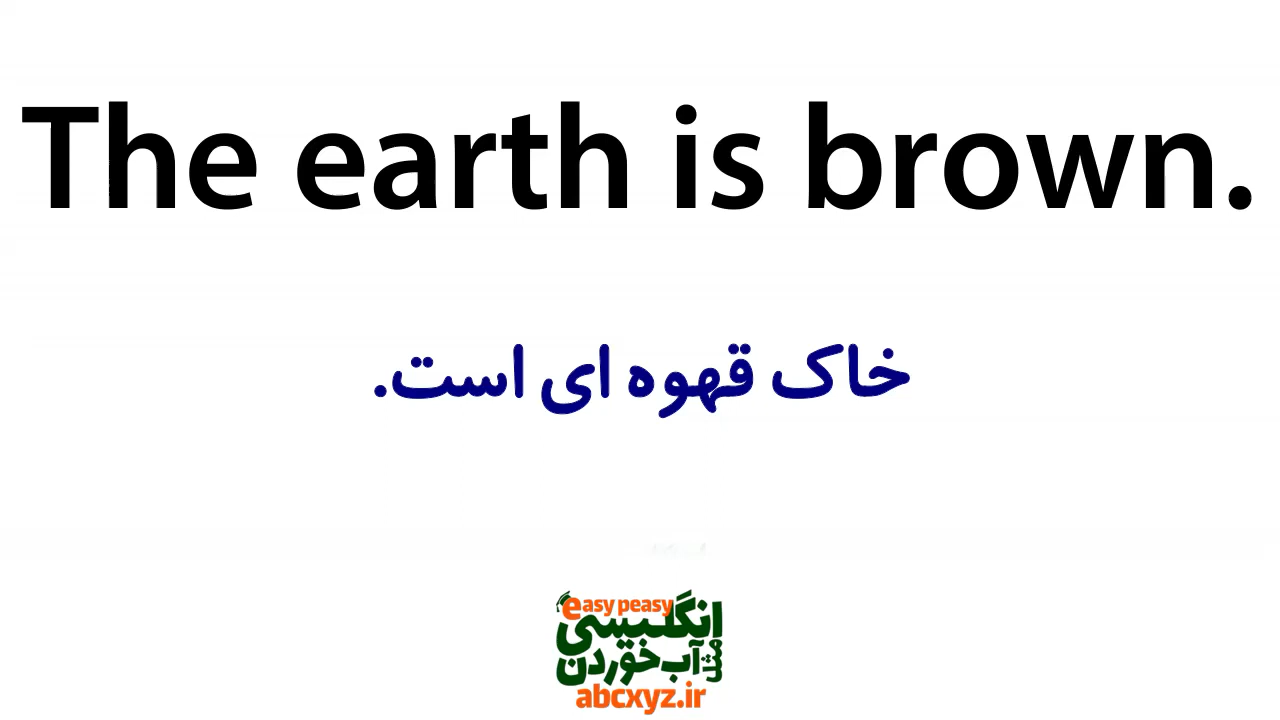 The earth is brown.
خاک قهوه ای است.
easy peasy
انگلیسی
مثل آب خوردن
abcxyz.ir